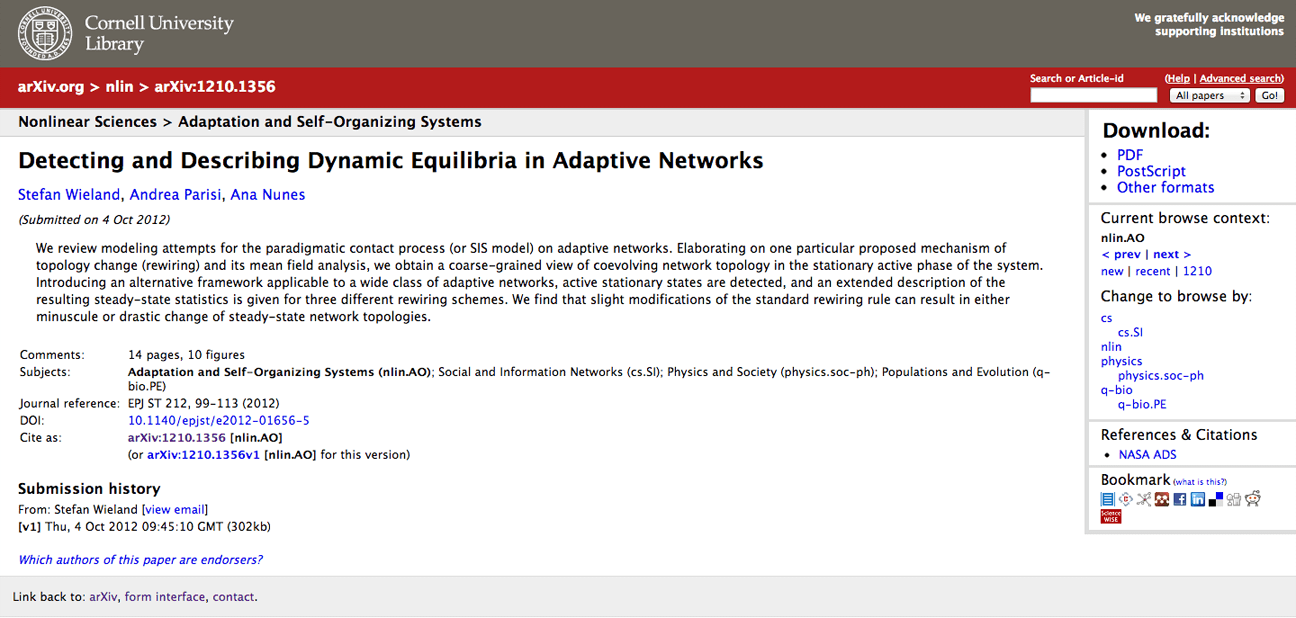 Cornell University
Library
We gratefully acknowledge
supporting institutions
arXiv.org > nlin > arXiv:1210.1356
Search or Article-id
(Help | Advanced search)
All papers
Go!
Nonlinear Sciences > Adaptation and Self-Organizing Systems
Detecting and Describing Dynamic Equilibria in Adaptive Networks
Stefan Wieland, Andrea Parisi, Ana Nunes
(Submitted on 4 Oct 2012)
We review modeling attempts for the paradigmatic contact process (or SIS model) on adaptive networks. Elaborating on one particular proposed mechanism of
topology change (rewiring) and its mean field analysis, we obtain a coarse-grained view of coevolving network topology in the stationary active phase of the system.
Introducing an alternative framework applicable to a wide class of adaptive networks, active stationary states are detected, and an extended description of the
resulting steady-state statistics is given for three different rewiring schemes. We find that slight modifications of the standard rewiring rule can result in either
minuscule or drastic change of steady-state network topologies.
Comments: 14 pages, 10 figures
Subjects: Adaptation and Self-Organizing Systems (nlin.AO); Social and Information Networks (cs.SI); Physics and Society (physics.soc-ph); Populations and Evolution (q-
bio.PE)
Journal reference: EPJ ST 212, 99-113 (2012)
DOI: 10.1140/epjst/e2012-01656-5
Cite as: arXiv:1210.1356 [nlin.AO]
(or arXiv:1210.1356v1 [nlin.AO] for this version)
Submission history
From: Stefan Wieland [view email]
[v1] Thu, 4 Oct 2012 09:45:10 GMT (302kb)
Which authors of this paper are endorsers?
Link back to: arXiv, form interface, contact.
Download:
PDF
PostScript
Other formats
Current browse context:
nlin.AO
< prev | next >
new | recent | 1210
Change to browse by:
cs
cs.SI
nlin
physics
physics.soc-ph
q-bio
q-bio.PE
References & Citations
NASA ADS
Bookmark (what is this?)
Science
WISE